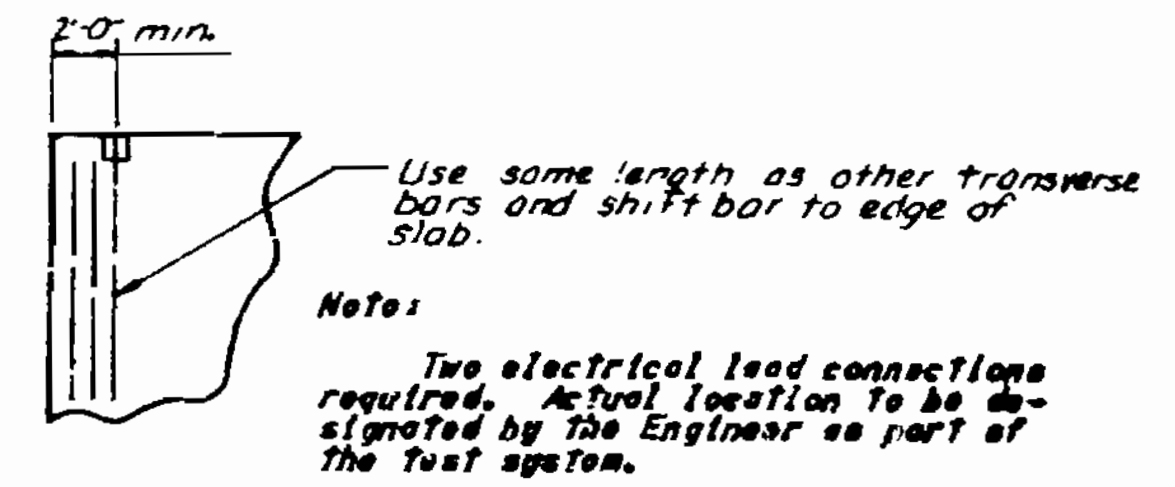 2'-0" min.
Use same length as other transverse
bars and shift bar to edge of
slab.
Note:
Two electrical lead connections
required. Actual location to be de-
signated by the Engineer as part of
the test system.